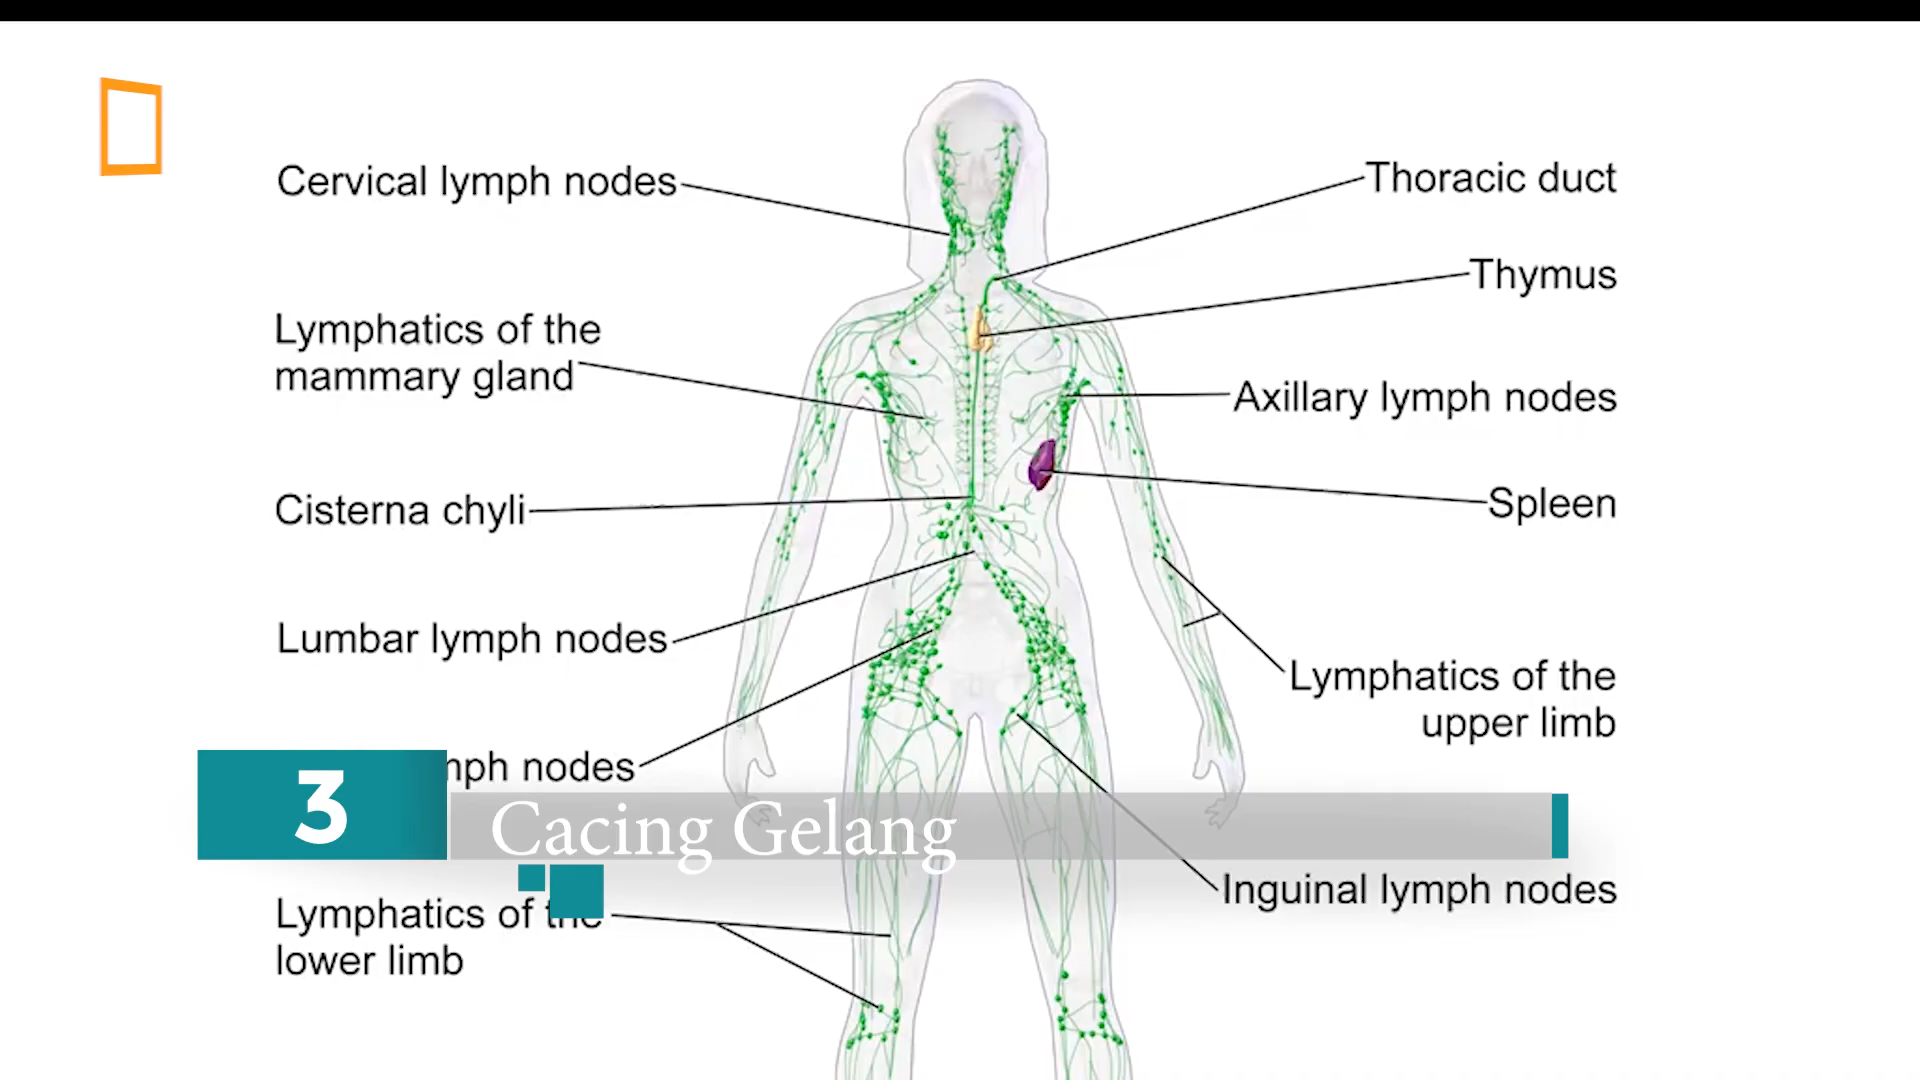 Cervical lymph nodes
Thoracic duct
Thymus
Lymphatics of the
mammary gland
Axillary lymph nodes
Cisterna chyli
Spleen
Lumbar lymph nodes
Lymphatics of the
upper limb
nodes
3
Cacing Gelang
Inguinal lymph nodes
Lymphatics of the
lower limb